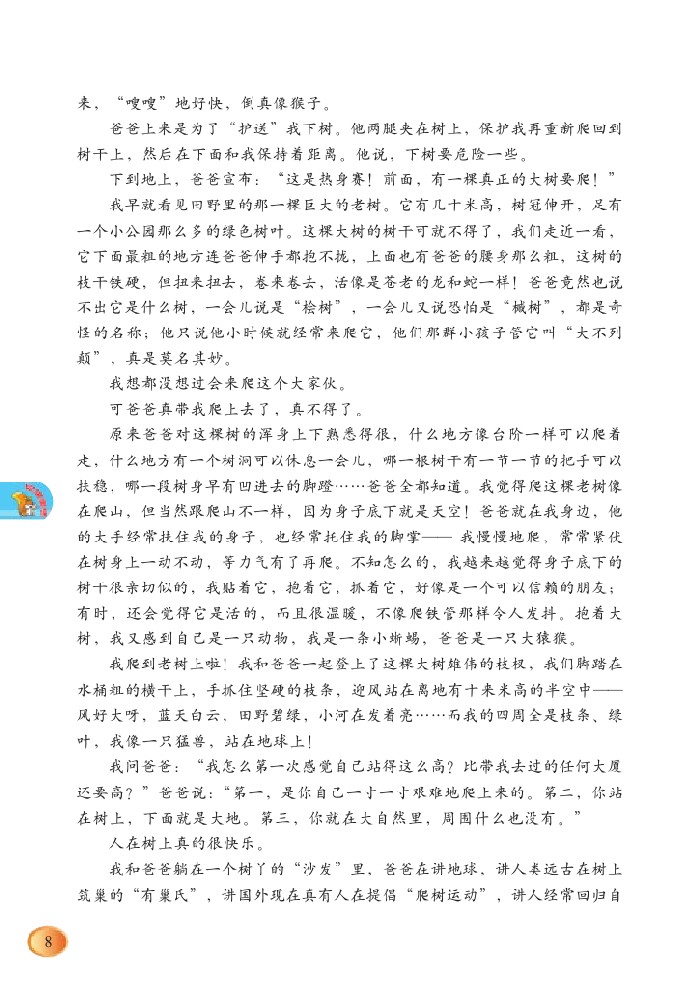 来，“嗖嗖”地好快，倒真像猴子。
爸爸上来是为了“护送”我下树。他两腿夹在树上，保护我再重新爬回到
树干上，然后在下面和我保持着距离。他说，下树要危险一些。
下到地上，爸爸宣布：“这是热身赛！前面，有一棵真正的大树要爬！”
我早就看见田野里的那一棵巨大的老树。它有几十米高，树冠伸开，足有
一个小公园那么多的绿色树叶。这棵大树的树干可就不得了，我们走近一看，
它下面最粗的地方连爸爸伸手都抱不拢，上面也有爸爸的腰身那么粗，这树的
枝干铁硬，但扭来扭去，卷来卷去，活像是苍老的龙和蛇一样！爸爸竟然也说
不出它是什么树，一会儿说是“桧树”，一会儿又说恐怕是“槭树”，都是奇
怪的名称；他只说他小时候就经常来爬它，他们那群小孩子管它叫“大不列
颠”，真是莫名其妙。
我想都没想过会来爬这个大家伙。
可爸爸真带我爬上去了，真不得了。
原来爸爸对这棵树的浑身上下熟悉得很，什么地方像台阶一样可以爬着
走，什么地方有一个树洞可以休息一会儿，哪一根树干有一节一节的把手可以
扶稳，哪一段树身早有凹进去的脚蹬……爸爸全都知道。我觉得爬这棵老树像
在爬山，但当然跟爬山不一样，因为身子底下就是天空！爸爸就在我身边，他
的大手经常扶住我的身子，也经常托住我的脚掌——我慢慢地爬，常常紧伏
在树身上一动不动，等力气有了再爬。不知怎么的，我越来越觉得身子底下的
树干很亲切似的，我贴着它，抱着它，抓着它，好像是一个可以信赖的朋友；
有时，还会觉得它是活的，而且很温暖，不像爬铁管那样令人发抖。抱着大
树，我又感到自己是一只动物，我是一条小蜥蜴，爸爸是一只大猿猴。
我爬到老树上啦！我和爸爸一起登上了这棵大树雄伟的枝杈，我们脚踏在
水桶粗的横干上，手抓住坚硬的枝条，迎风站在离地有十来米高的半空中——
风好大呀，蓝天白云，田野碧绿，小河在发着亮……而我的四周全是枝条、绿
叶，我像一只猛兽，站在地球上！
我问爸爸：“我怎么第一次感觉自己站得这么高？比带我去过的任何大厦
还要高？”爸爸说：“第一，是你自己一寸一寸艰难地爬上来的。第二，你站
在树上，下面就是大地。第三，你就在大自然里，周围什么也没有。”
人在树上真的很快乐。
我和爸爸躺在一个树丫的“沙发”里，爸爸在讲地球、讲人类远古在树上
筑巢的“有巢氏”，讲国外现在真有人在提倡“爬树运动”，讲人经常回归自
8